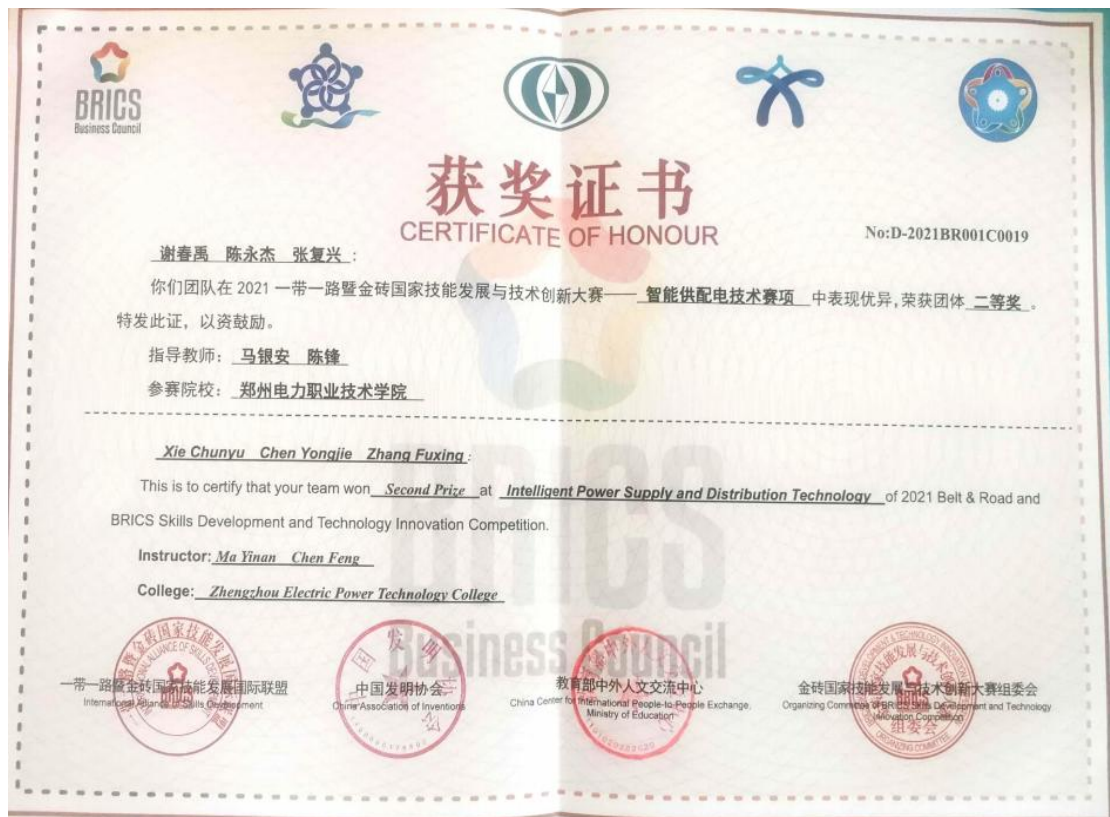 BRICS
Business Council
获奖证书
CERTIFICATE OF HONOUR
No:D-2021BR001C0019
谢春禹 陈永杰 张复兴：
你们团队在 2021 一带一路暨金砖国家技能发展与技术创新大赛—— 智能供配电技术赛项 中表现优异,荣获团体 二等奖 。
特发此证，以资鼓励。
指导教师： 马银安 陈锋
参赛院校： 郑州电力职业技术学院
Xie Chunyu Chen Yongjie Zhang Fuxing :
This is to certify that your team won Second Prize at Intelligent Power Supply and Distribution Technology of 2021 Belt & Road and
BRICS Skills Development and Technology Innovation Competition.
Instructor: Ma Yinan Chen Feng
College: Zhengzhou Electric Power Technology College
BRICS
Business Council
一带一路暨金砖国家技能发展国际联盟
International Alliance of Skills Development
中国发明协会
China Association of Inventions
教育部中外人文交流中心
China Center for International People-to-People Exchange,
Ministry of Education
金砖国家技能发展与技术创新大赛组委会
Organizing Committee of BRICS Skills Development and Technology
Innovation Competition
组委会
ORGANIZING COMMITTEE